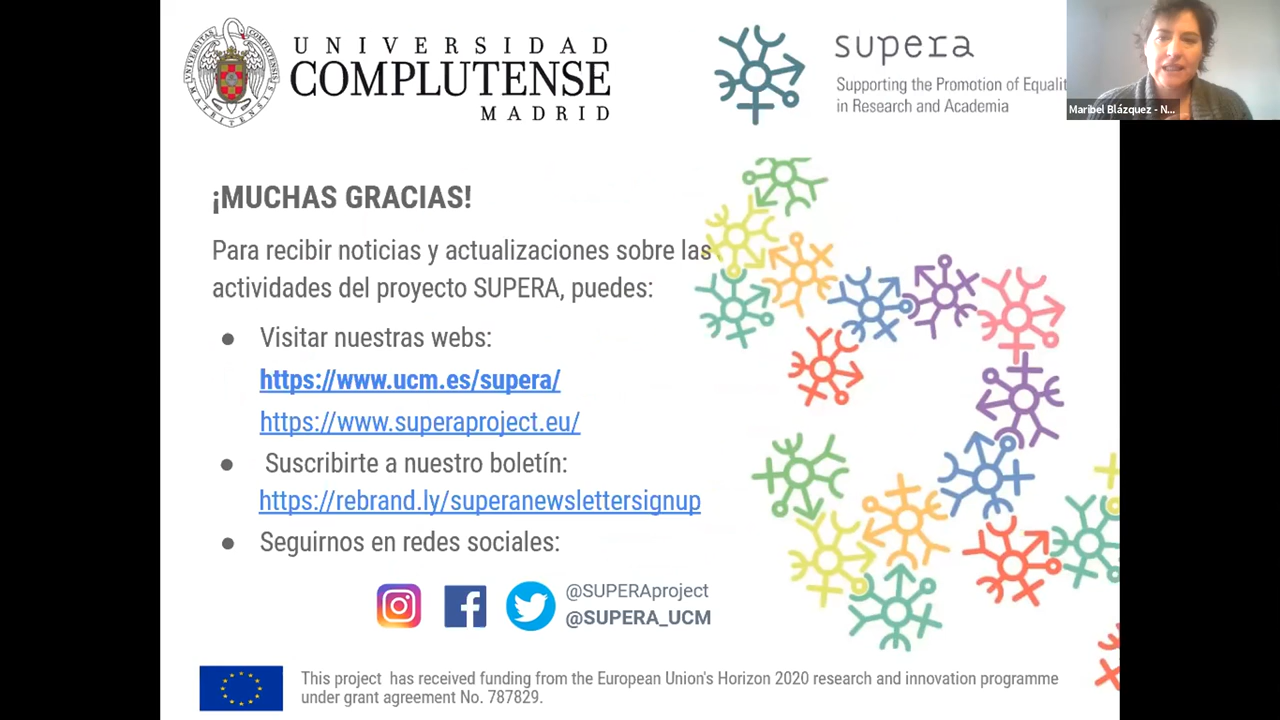 UNIVERSIDAD
COMPLUTENSE
MADRID
supera
Supporting the Promotion of Equalit
in Research and Academia
Maribel Blázquez - N...
¡MUCHAS GRACIAS!
Para recibir noticias y actualizaciones sobre las
actividades del proyecto SUPERA, puedes:
● Visitar nuestras webs:
https://www.ucm.es/supera/
https://www.superaproject.eu/
● Suscribirte a nuestro boletín:
https://rebrand.ly/superanewslettersignup
● Seguirnos en redes sociales:
@SUPERAproject
@SUPERA_UCM
This project has received funding from the European Union's Horizon 2020 research and innovation programme
under grant agreement No. 787829.